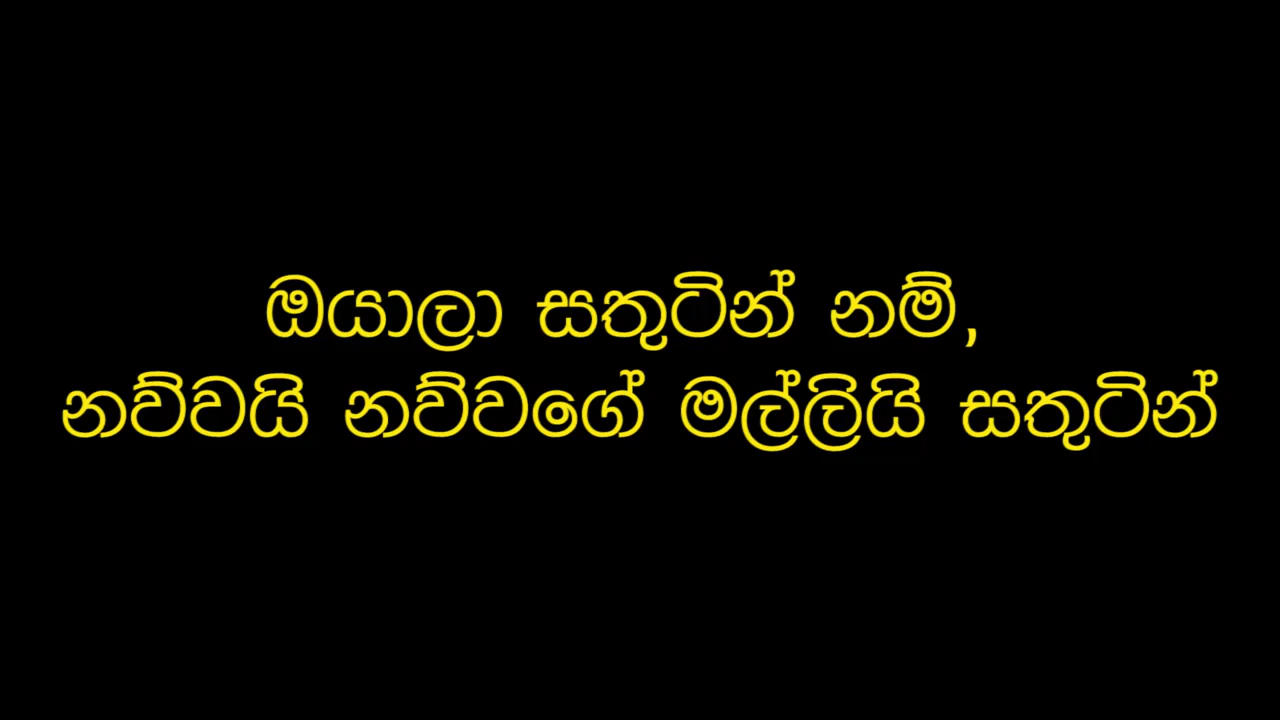 ඔයාලා සතුටින් නම්,
නව්වයි නව්වගේ මල්ලියි සතුටින්